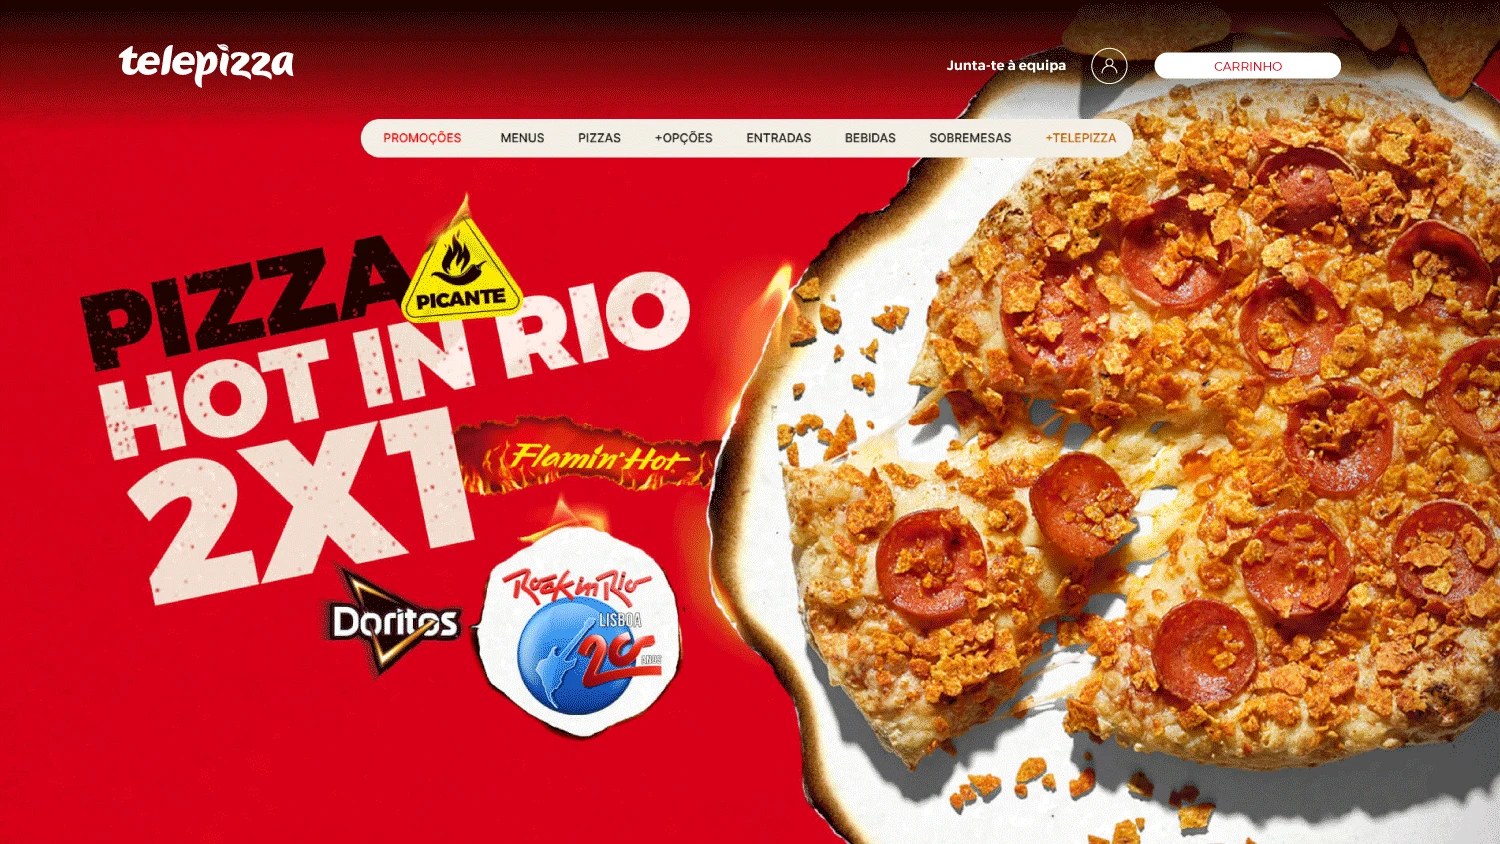 telepizza
Junta-te à equipa
CARRINHO
PROMOÇÕES MENUS PIZZAS +OPÇÕES ENTRADAS BEBIDAS SOBREMESAS +TELEPIZZA
PIZZA
PICANTE
HOT IN RIO
2X1
Flamin' Hot
Doritos
Rock in Rio
LISBOA
20
ANOS